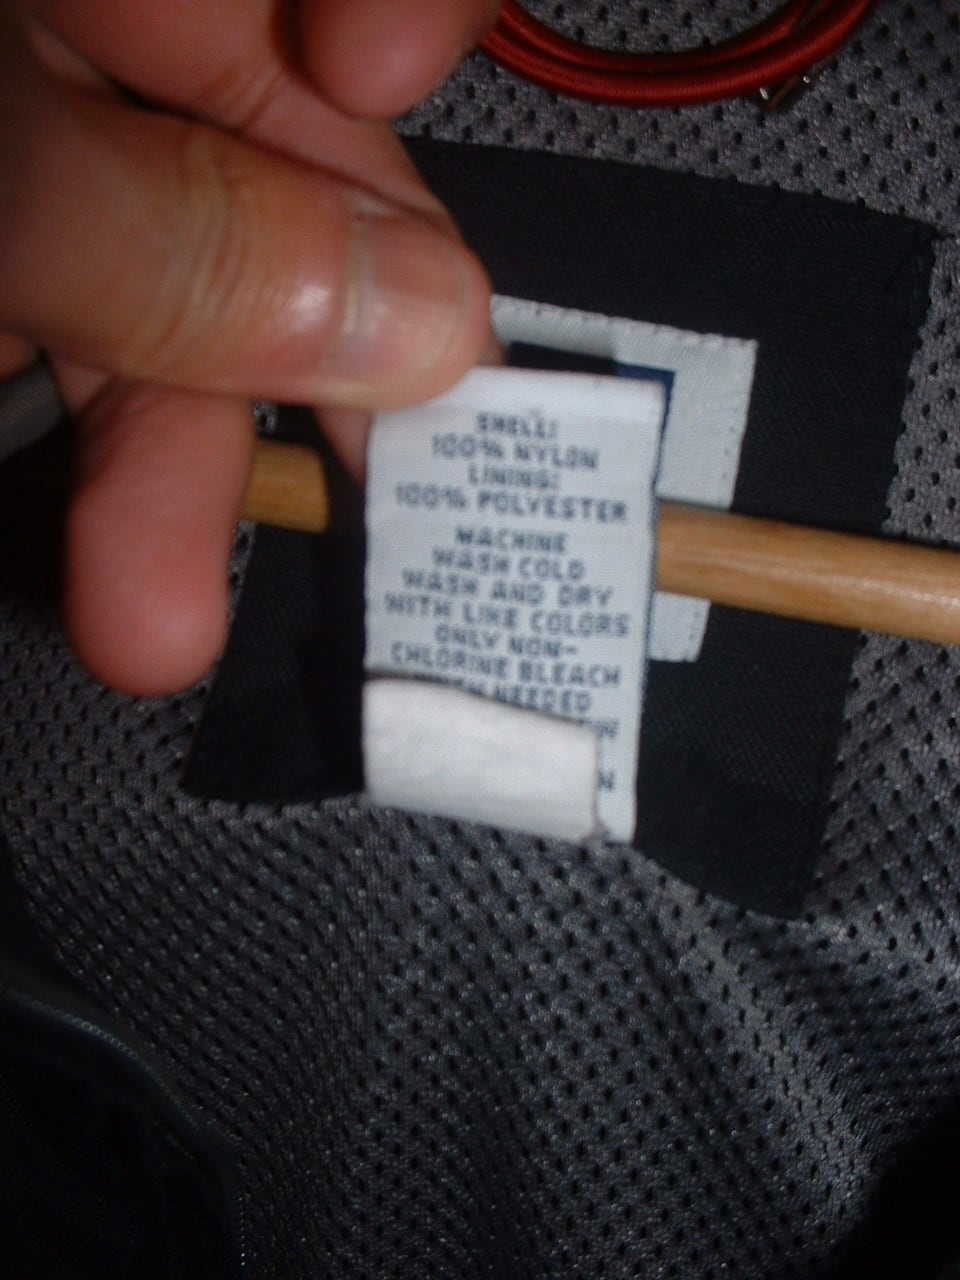 SHELL:
100% NYLON
LINING:
100% POLYESTER
MACHINE
WASH COLD
WASH AND DRY
WITH LIKE COLORS
ONLY NON-
CHLORINE BLEACH
NEEDED